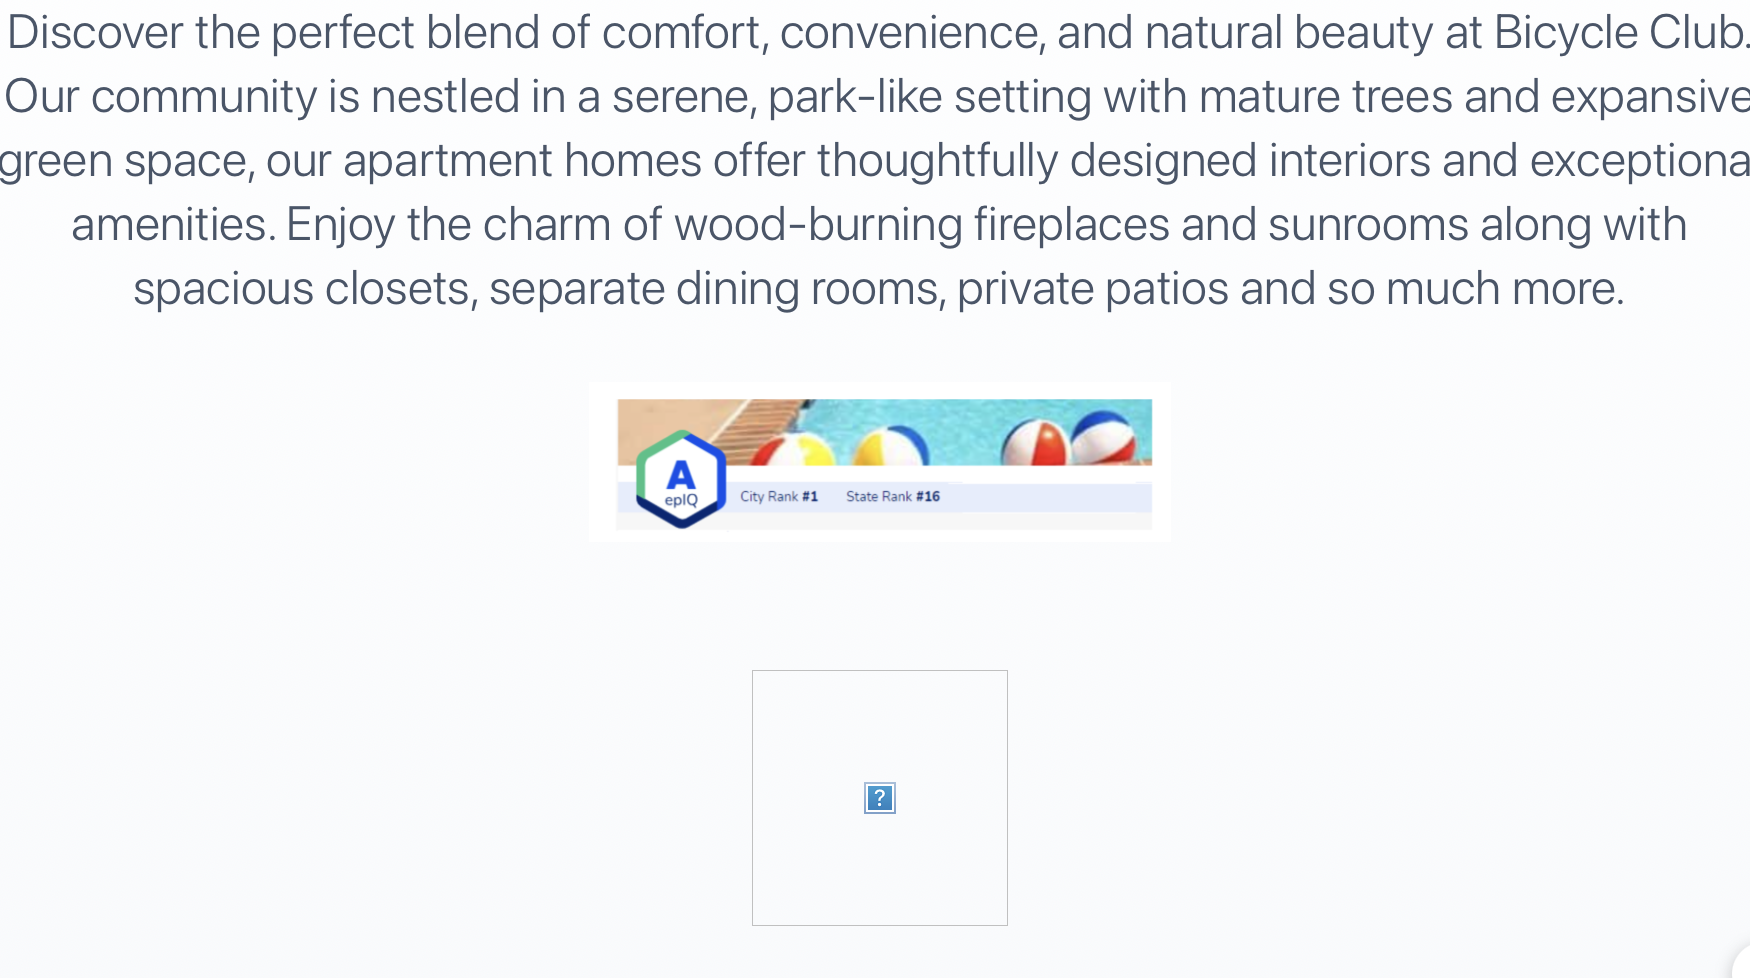 Discover the perfect blend of comfort, convenience, and natural beauty at Bicycle Club.
Our community is nestled in a serene, park-like setting with mature trees and expansive
green space, our apartment homes offer thoughtfully designed interiors and exceptiona
amenities. Enjoy the charm of wood-burning fireplaces and sunrooms along with
spacious closets, separate dining rooms, private patios and so much more.
A
epIQ
City Rank #1 State Rank #16
?